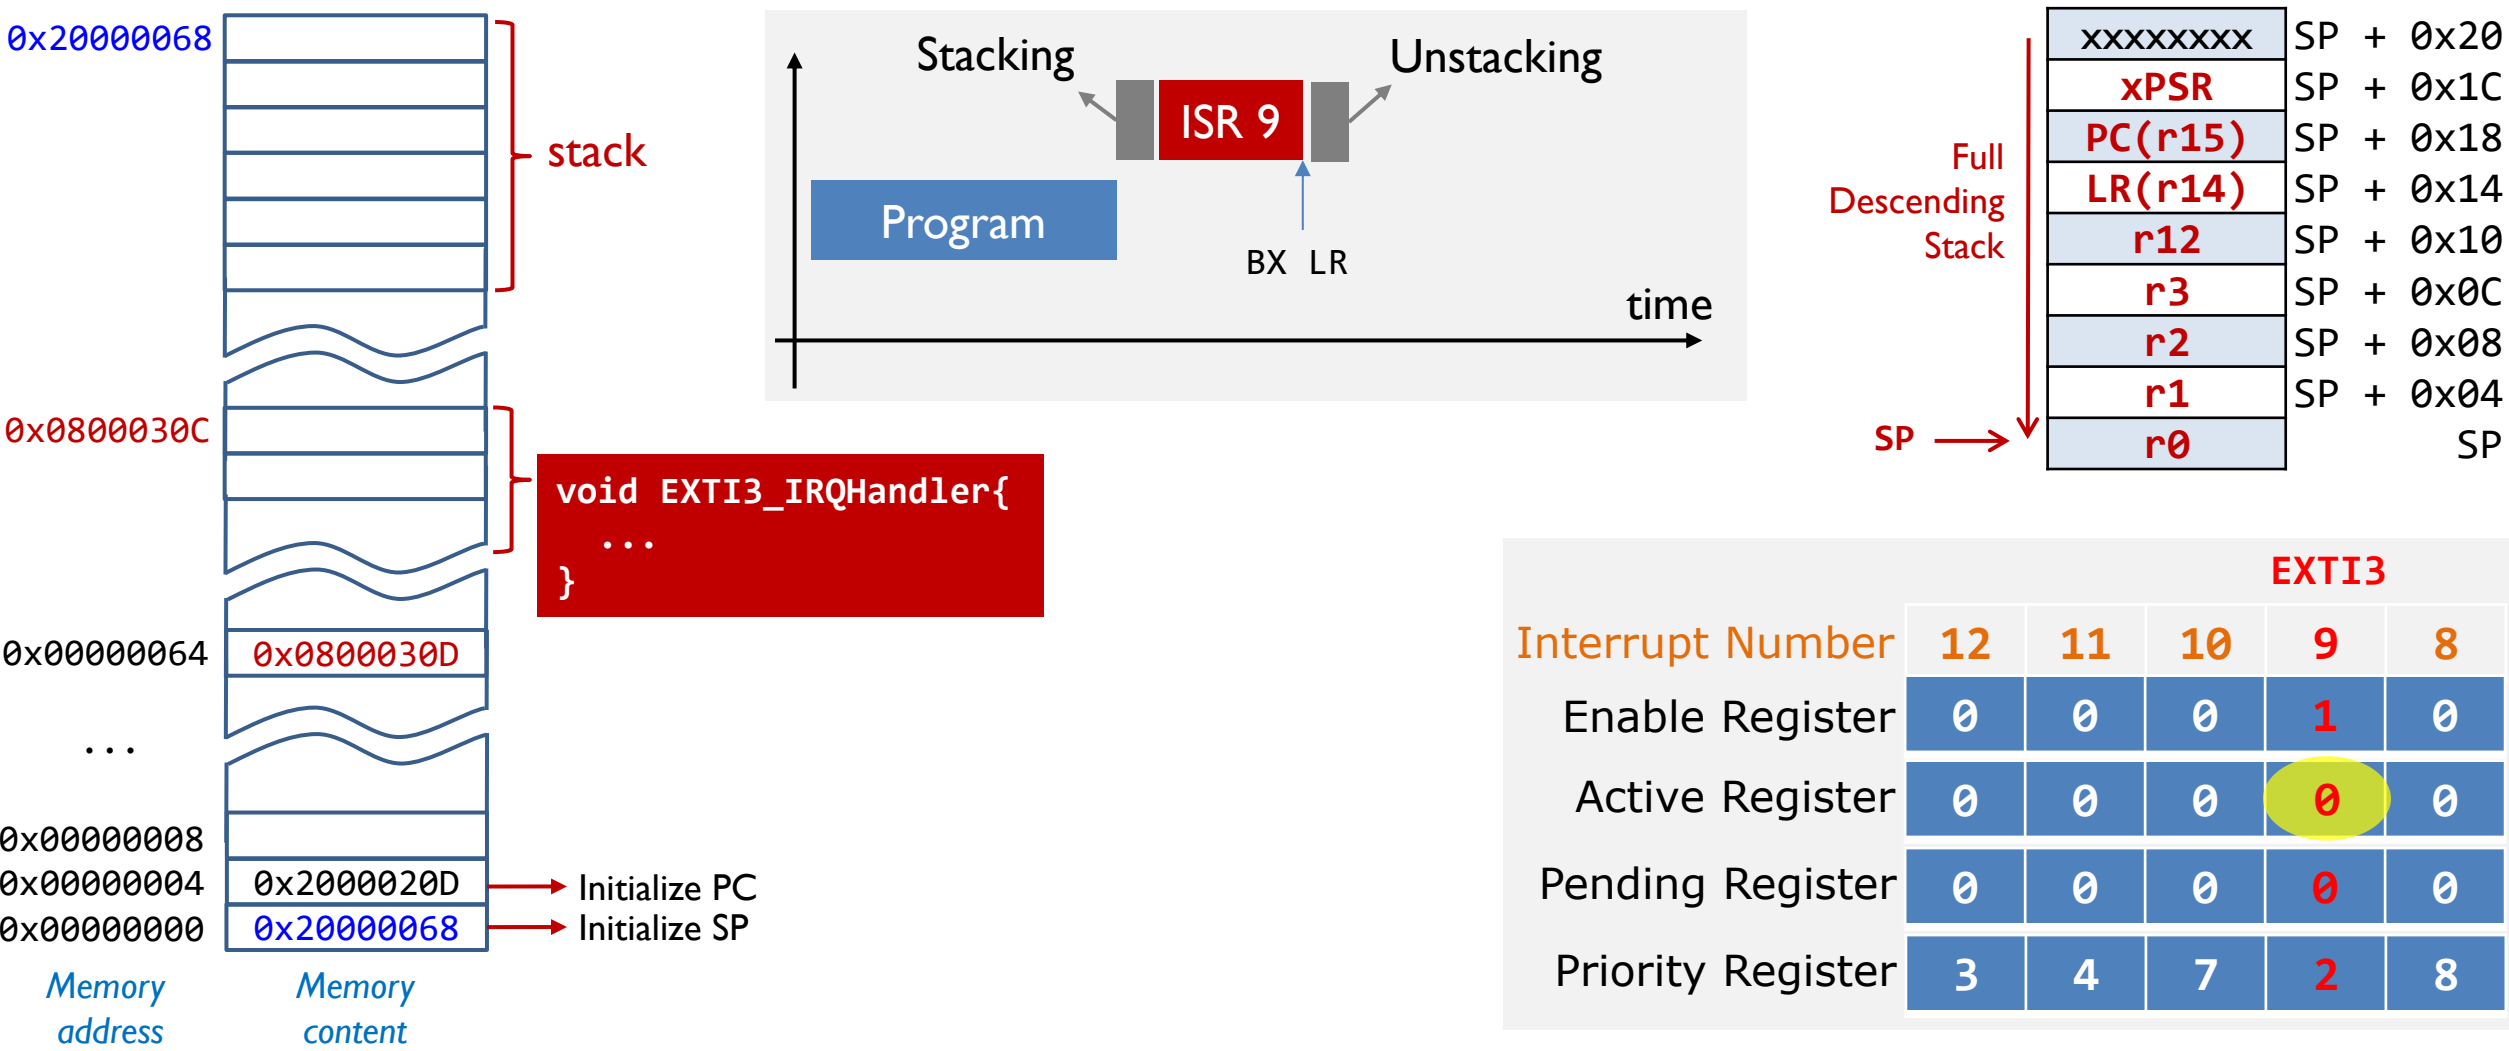 0x20000068
stack
0x0800030C
void EXTI3_IRQHandler{
...
}
0x00000064 0x0800030D
...
0x00000008
0x00000004 0x2000020D Initialize PC
0x00000000 0x20000068 Initialize SP
Memory address
Memory content
Stacking
Unstacking
ISR 9
Program
BX LR
time
Full
Descending
Stack
SP
xxxxxxxx SP + 0x20
xPSR SP + 0x1C
PC(r15) SP + 0x18
LR(r14) SP + 0x14
r12 SP + 0x10
r3 SP + 0x0C
r2 SP + 0x08
r1 SP + 0x04
r0 SP
EXTI3
Interrupt Number 12 11 10 9 8
Enable Register 0 0 0 1 0
Active Register 0 0 0 0 0
Pending Register 0 0 0 0 0
Priority Register 3 4 7 2 8